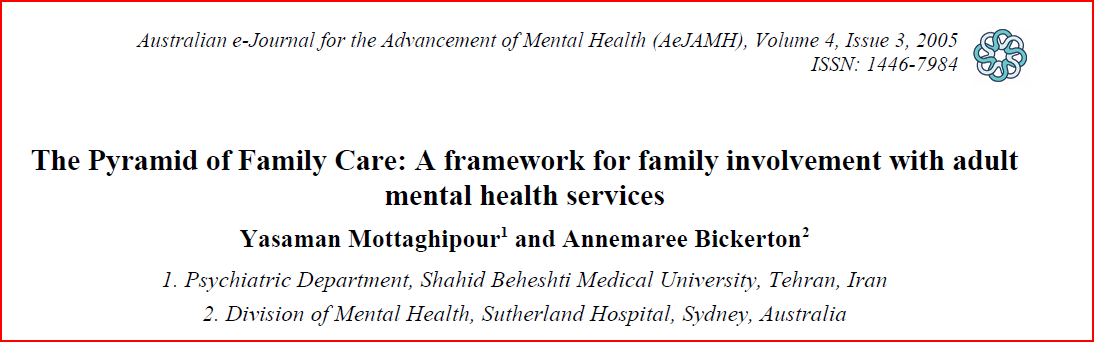 Australian e-Journal for the Advancement of Mental Health (AeJAMH), Volume 4, Issue 3, 2005
ISSN: 1446-7984
The Pyramid of Family Care: A framework for family involvement with adult
mental health services
Yasaman Mottaghipour1 and Annemaree Bickerton2
1. Psychiatric Department, Shahid Beheshti Medical University, Tehran, Iran
2. Division of Mental Health, Sutherland Hospital, Sydney, Australia